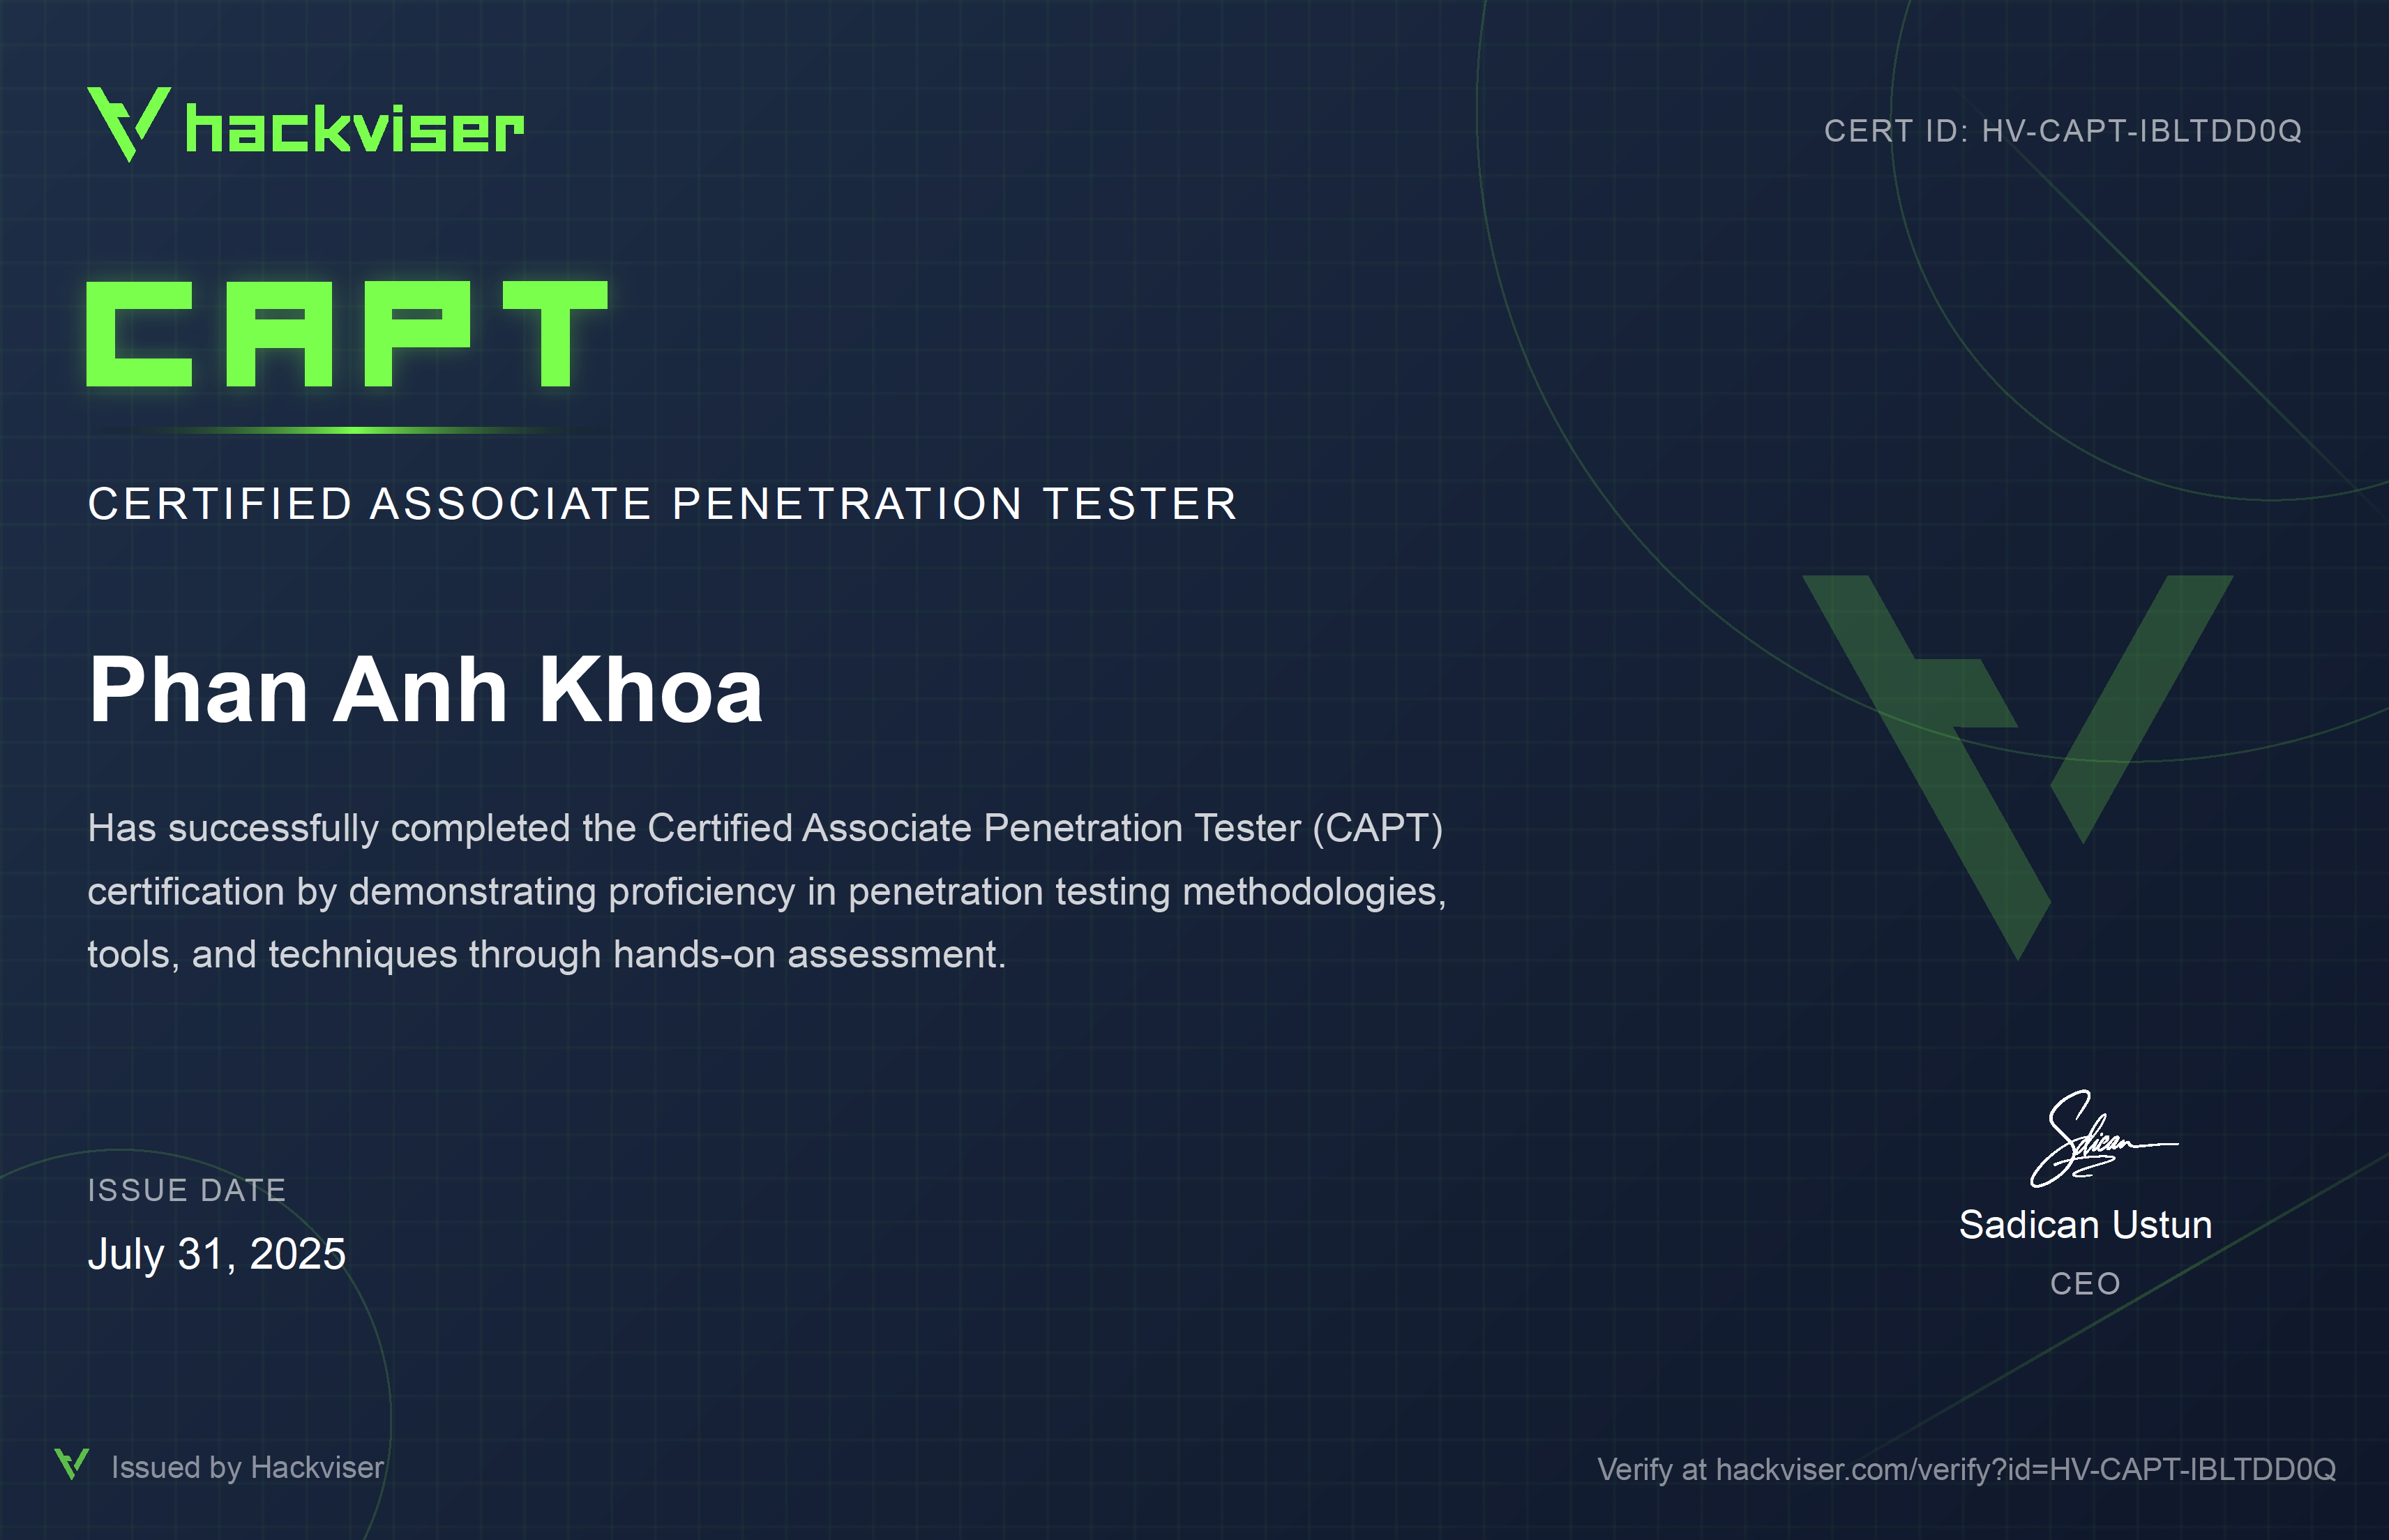 hackviser
CERT ID: HV-CAPT-IBLTDD0Q
CAPT
CERTIFIED ASSOCIATE PENETRATION TESTER
Phan Anh Khoa
Has successfully completed the Certified Associate Penetration Tester (CAPT)
certification by demonstrating proficiency in penetration testing methodologies,
tools, and techniques through hands-on assessment.
ISSUE DATE
July 31, 2025
Sdican
Sadican Ustun
CEO
Issued by Hackviser
Verify at hackviser.com/verify?id=HV-CAPT-IBLTDD0Q